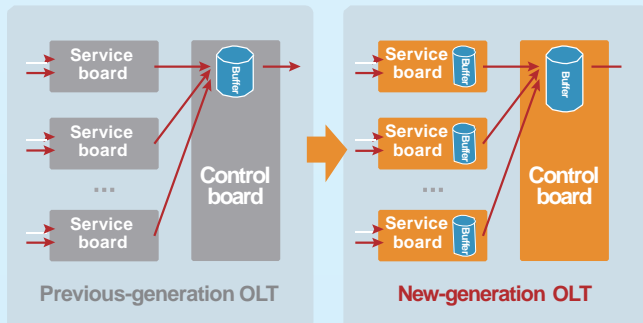 Service
board
Buffer
Service
board
...
Control
board
Service
board
Previous-generation OLT
Service
board
Buffer
Buffer
Service
board
Buffer
...
Control
board
Service
board
Buffer
New-generation OLT